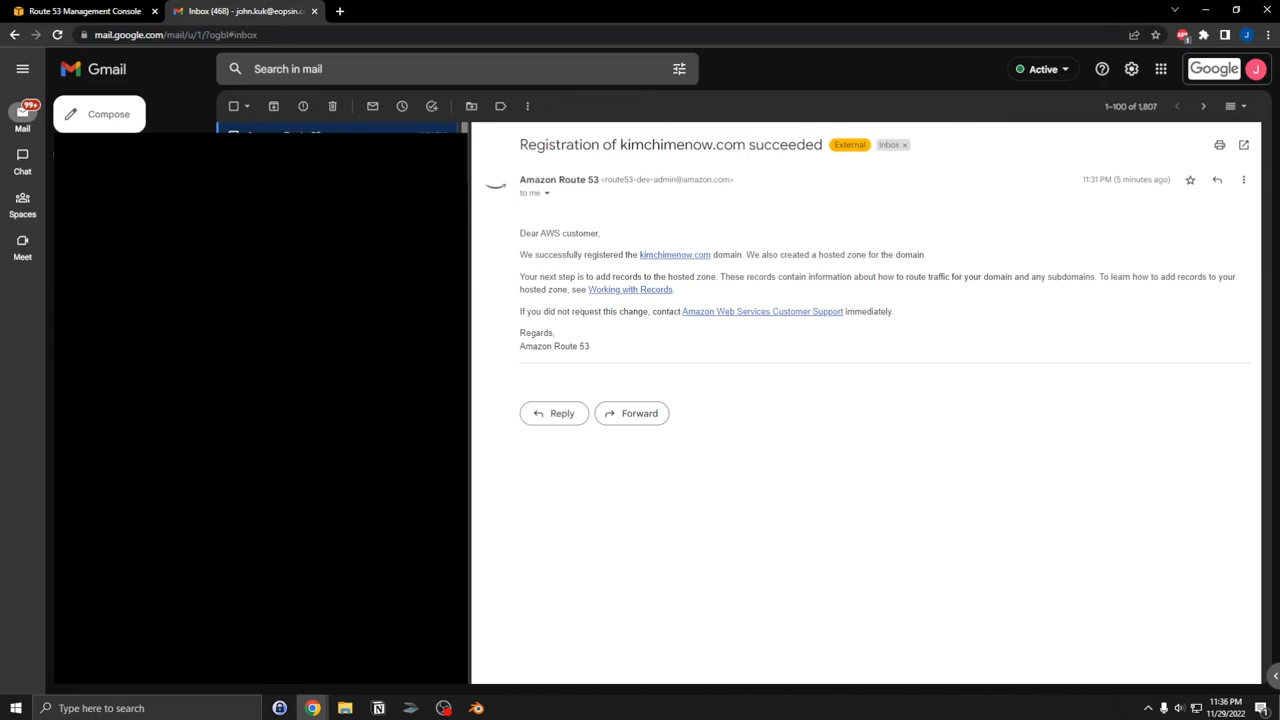 Route 53 Management Console
Inbox (468) - john.kuk@eopsin.co
mail.google.com/mail/u/1/?ogbl#inbox
Gmail
Search in mail
Active
Google
J
99+
Mail
Compose
1–100 of 1,807
Registration of kimchimenow.com succeeded
External
Inbox ×
Chat
Amazon Route 53 <route53-dev-admin@amazon.com>
11:31 PM (5 minutes ago)
to me
Spaces
Dear AWS customer,
Meet
We successfully registered the kimchimenow.com domain. We also created a hosted zone for the domain.
Your next step is to add records to the hosted zone. These records contain information about how to route traffic for your domain and any subdomains. To learn how to add records to your
hosted zone, see Working with Records.
If you did not request this change, contact Amazon Web Services Customer Support immediately.
Regards,
Amazon Route 53
Reply
Forward
Type here to search
11:36 PM
11/29/2022